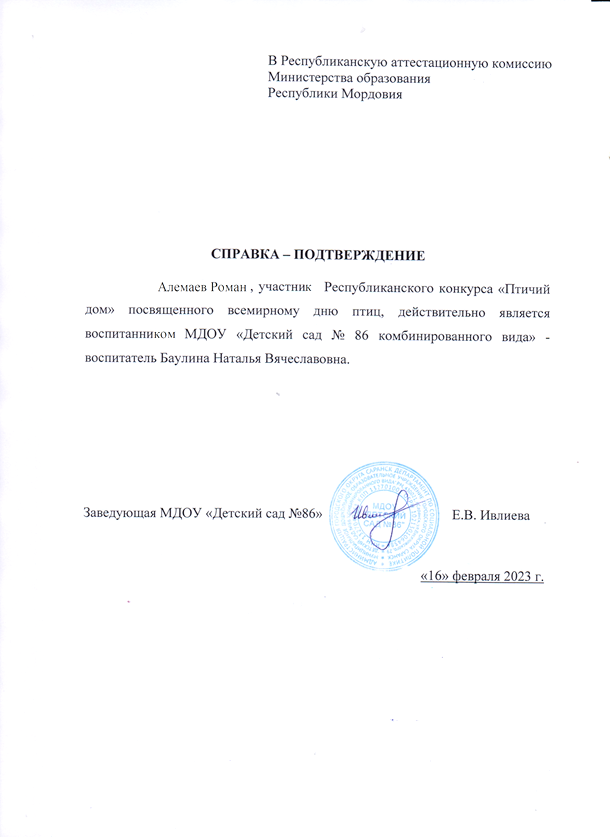 В Республиканскую аттестационную комиссию
Министерства образования
Республики Мордовия
СПРАВКА – ПОДТВЕРЖДЕНИЕ
Алемаев Роман , участник Республиканского конкурса «Птичий
дом» посвященного всемирному дню птиц, действительно является
воспитанником МДОУ «Детский сад № 86 комбинированного вида» -
воспитатель Баулина Наталья Вячеславовна.
Заведующая МДОУ «Детский сад №86»
Е.В. Ивлиева
«16» февраля 2023 г.